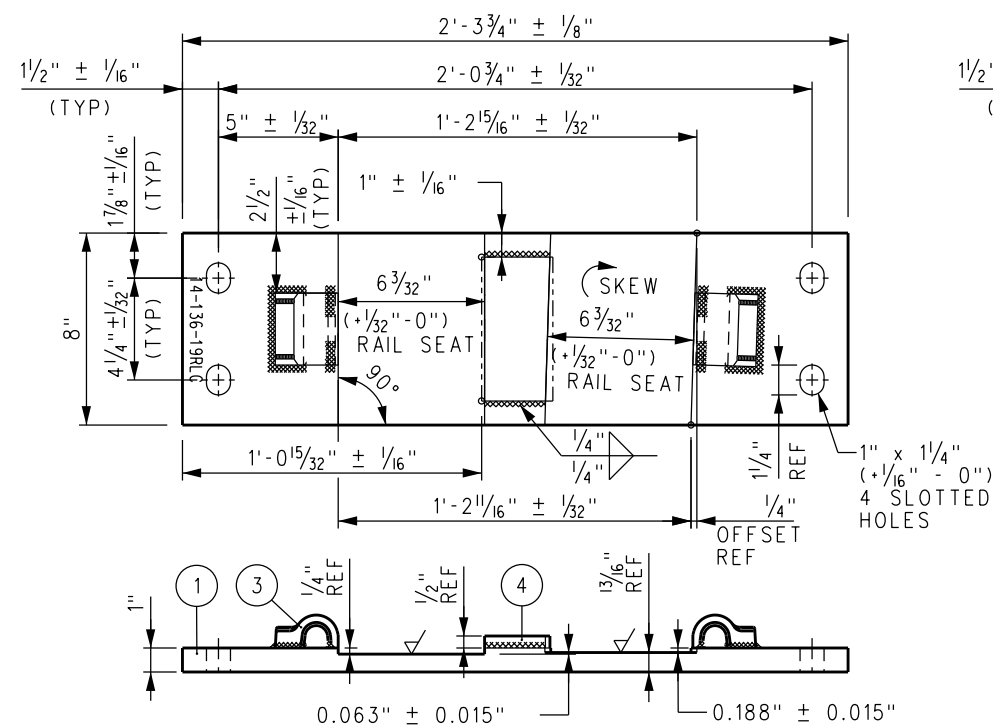 2'-3¾" ± ⅛"
1½" ± 1/16"
(TYP)
2'-0¾" ± 1/32"
1½"
(
5" ± 1/32"
1'-2 15/16" ± 1/32"
1⅞" ± 1/16"
(TYP)
2½"
± 1/16"
(TYP)
1" ± 1/16"
8"
4¼" ± 1/32"
(TYP)
14-136-19RLG
6 3/32"
(+1/32"-0")
RAIL SEAT
SKEW
6 3/32"
(+1/32"-0")
RAIL SEAT
90°
¼"
¼"
1¼"
REF
1" x 1¼"
(+1/16" - 0")
4 SLOTTED
HOLES
1'-0 15/32" ± 1/16"
1'-2 11/16" ± 1/32"
¼"
OFFSET
REF
1"
1
3
¼"
REF
½"
REF
4
13/16"
REF
0.063" ± 0.015"
0.188" ± 0.015"